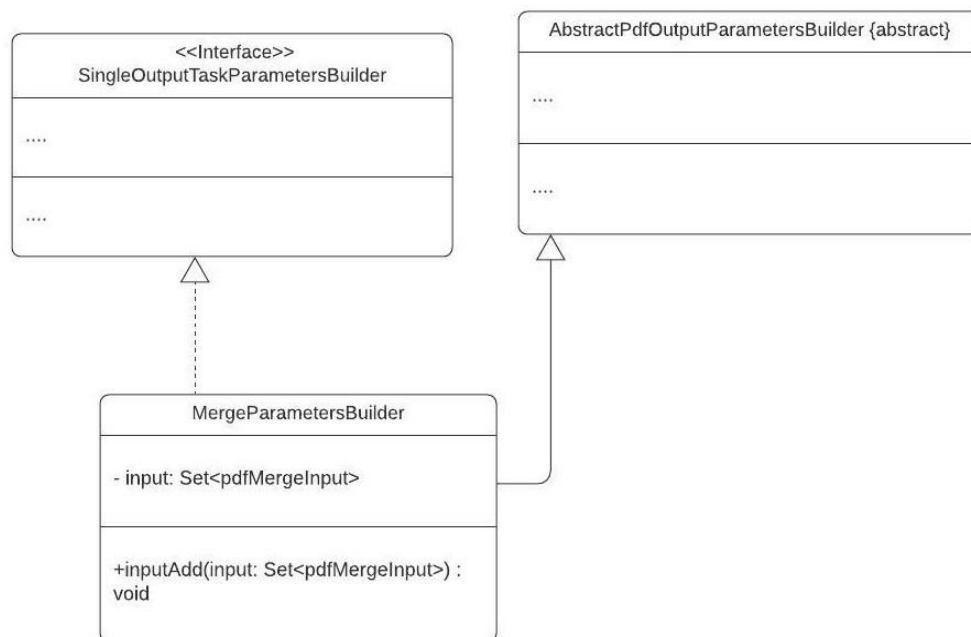 <<Interface>>
SingleOutputTaskParametersBuilder
....
....
AbstractPdfOutputParametersBuilder {abstract}
....
....
MergeParametersBuilder
- input: Set<pdfMergeInput>
+inputAdd(input: Set<pdfMergeInput>) :
void